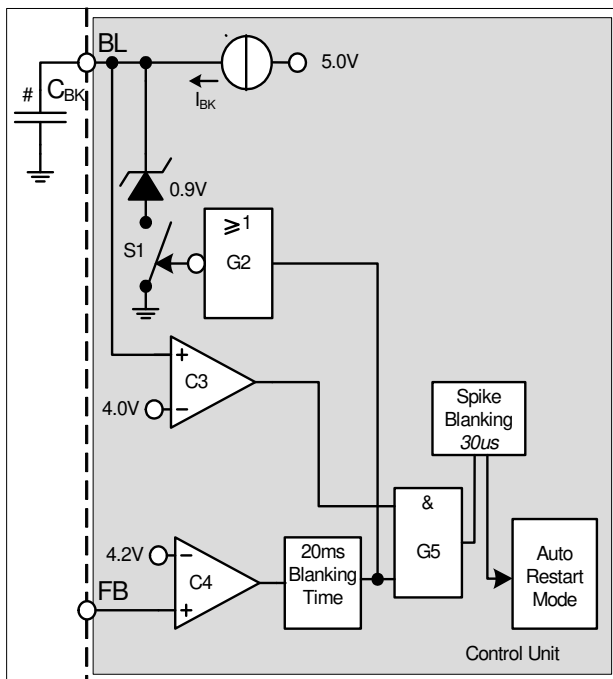 BL
5.0V
# CBK
IBK
0.9V
S1
≥1
G2
+
C3
4.0V
−
Spike
Blanking
30us
&
G5
4.2V
−
C4
20ms
Blanking
Time
Auto
Restart
Mode
FB
+
Control Unit